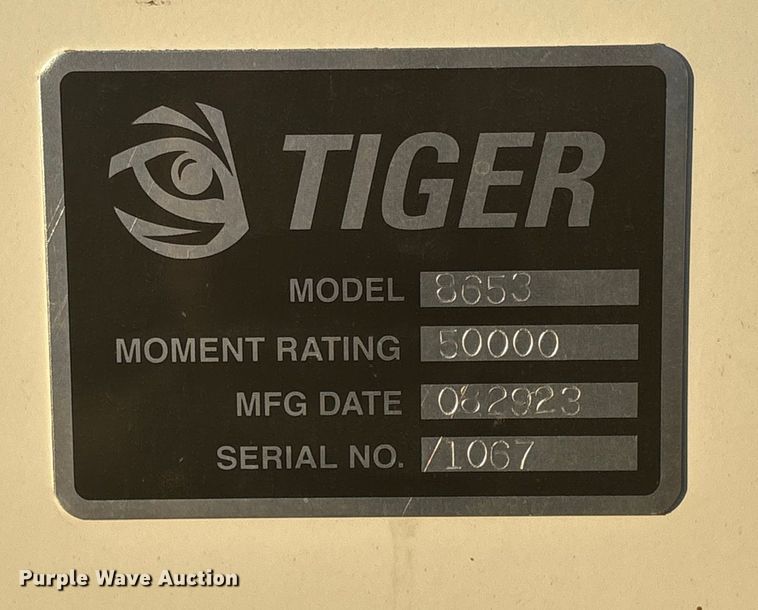 TIGER
MODEL 8653
MOMENT RATING 50000
MFG DATE 082923
SERIAL NO. 1067
Purple Wave Auction